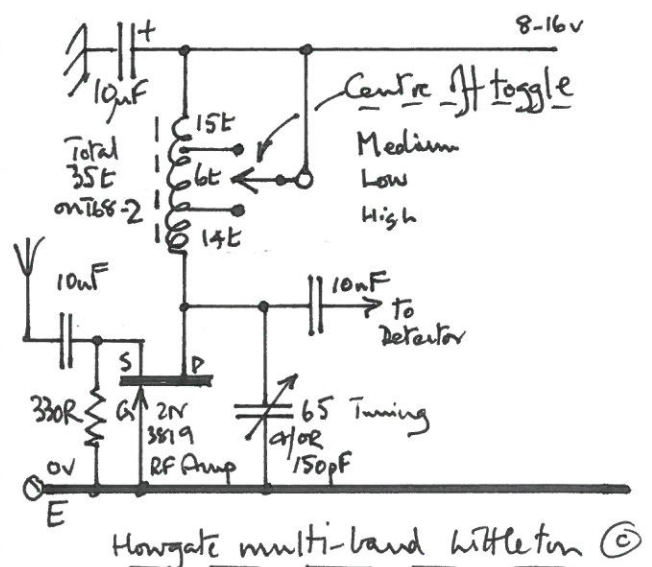 8-16v
+
10µF
Centre off toggle
15t
Medium
Total
35t
on T68-2
6t
Low
High
14t
10nF
10nF
To
Detector
S
D
330R
G
2N
3819
65
Tuning
a/oR
150pF
0v
RF Amp
E
Howgate multi-band Littleton ©